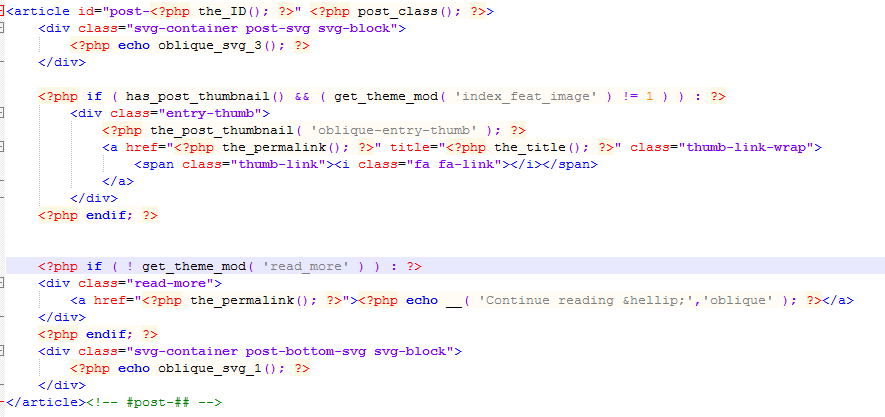 <article id="post-<?php the_ID(); ?>" <?php post_class(); ?>>
<div class="svg-container post-svg svg-block">
<?php echo oblique_svg_3(); ?>
</div>
<?php if ( has_post_thumbnail() && ( get_theme_mod( 'index_feat_image' ) != 1 ) ) : ?>
<div class="entry-thumb">
<?php the_post_thumbnail( 'oblique-entry-thumb' ); ?>
<a href="<?php the_permalink(); ?>" title="<?php the_title(); ?>" class="thumb-link-wrap">
<span class="thumb-link"><i class="fa fa-link"></i></span>
</a>
</div>
<?php endif; ?>
<?php if ( ! get_theme_mod( 'read_more' ) ) : ?>
<div class="read-more">
<a href="<?php the_permalink(); ?>"><?php echo __( 'Continue reading &hellip;','oblique' ); ?></a>
</div>
<?php endif; ?>
<div class="svg-container post-bottom-svg svg-block">
<?php echo oblique_svg_1(); ?>
</div>
</article><!-- #post-## -->